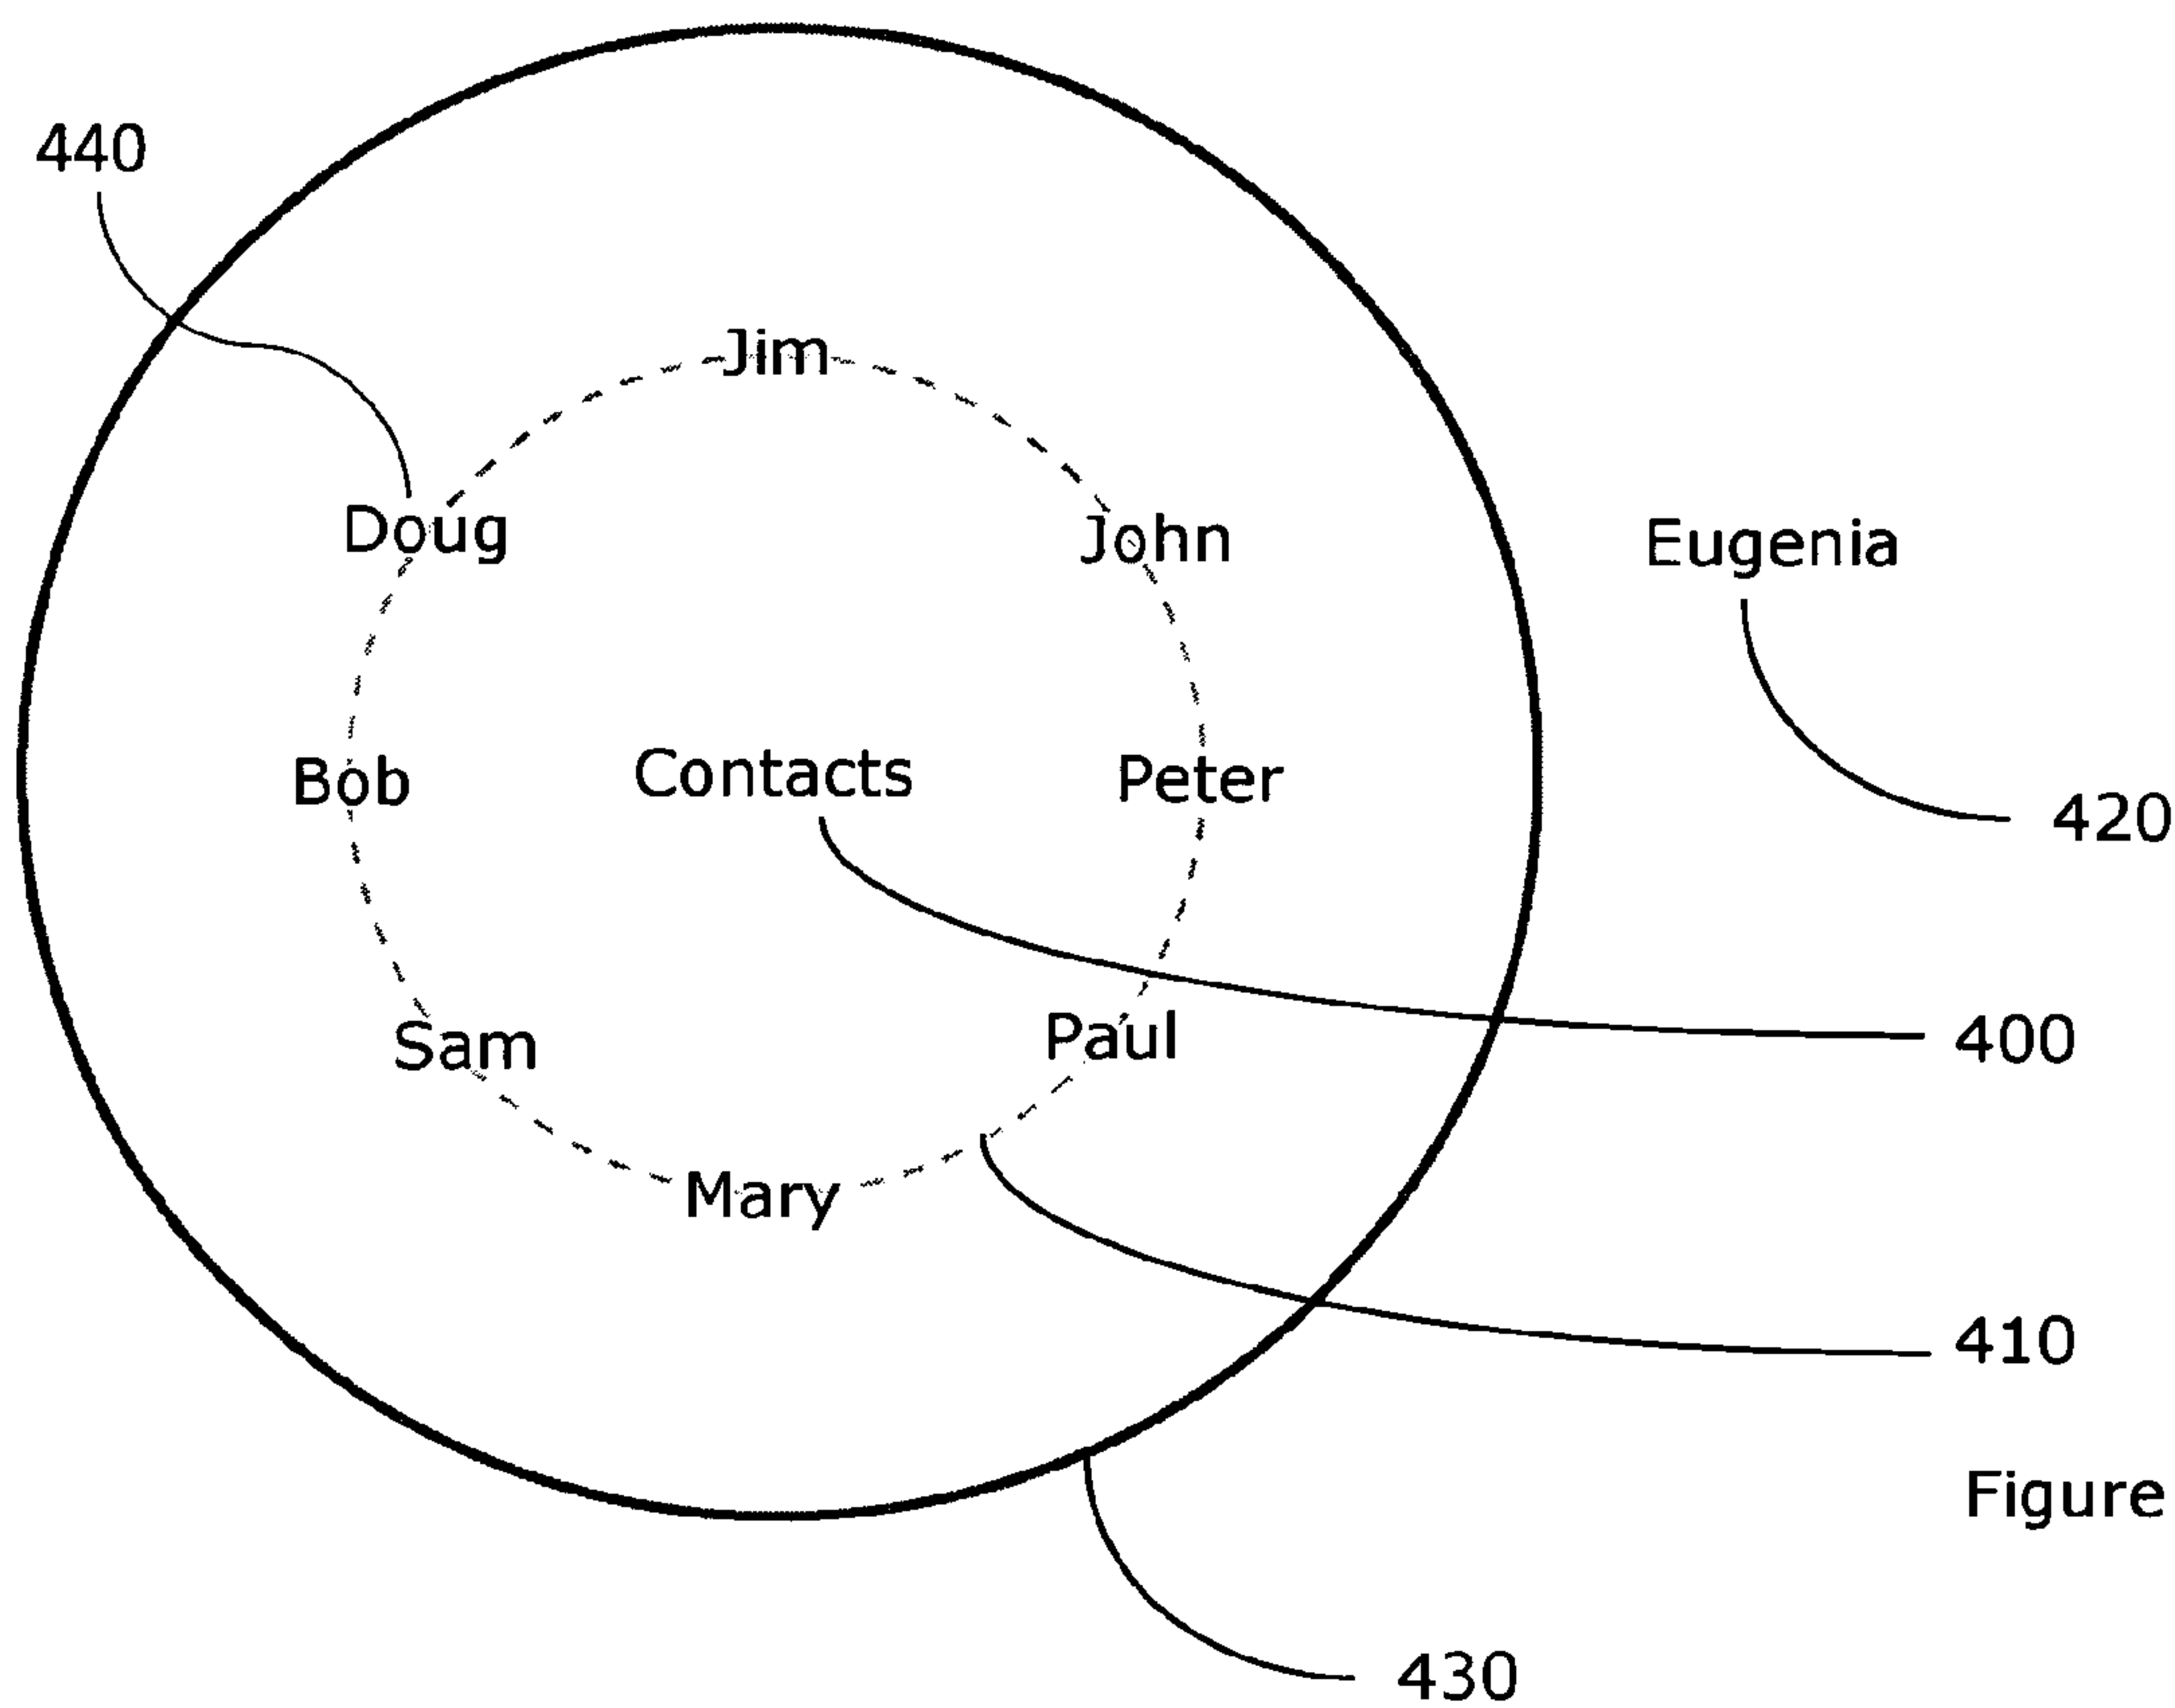 440
Jim
Doug
John
Eugenia
Bob
Contacts
Peter
420
Sam
Paul
400
Mary
410
Figure
430